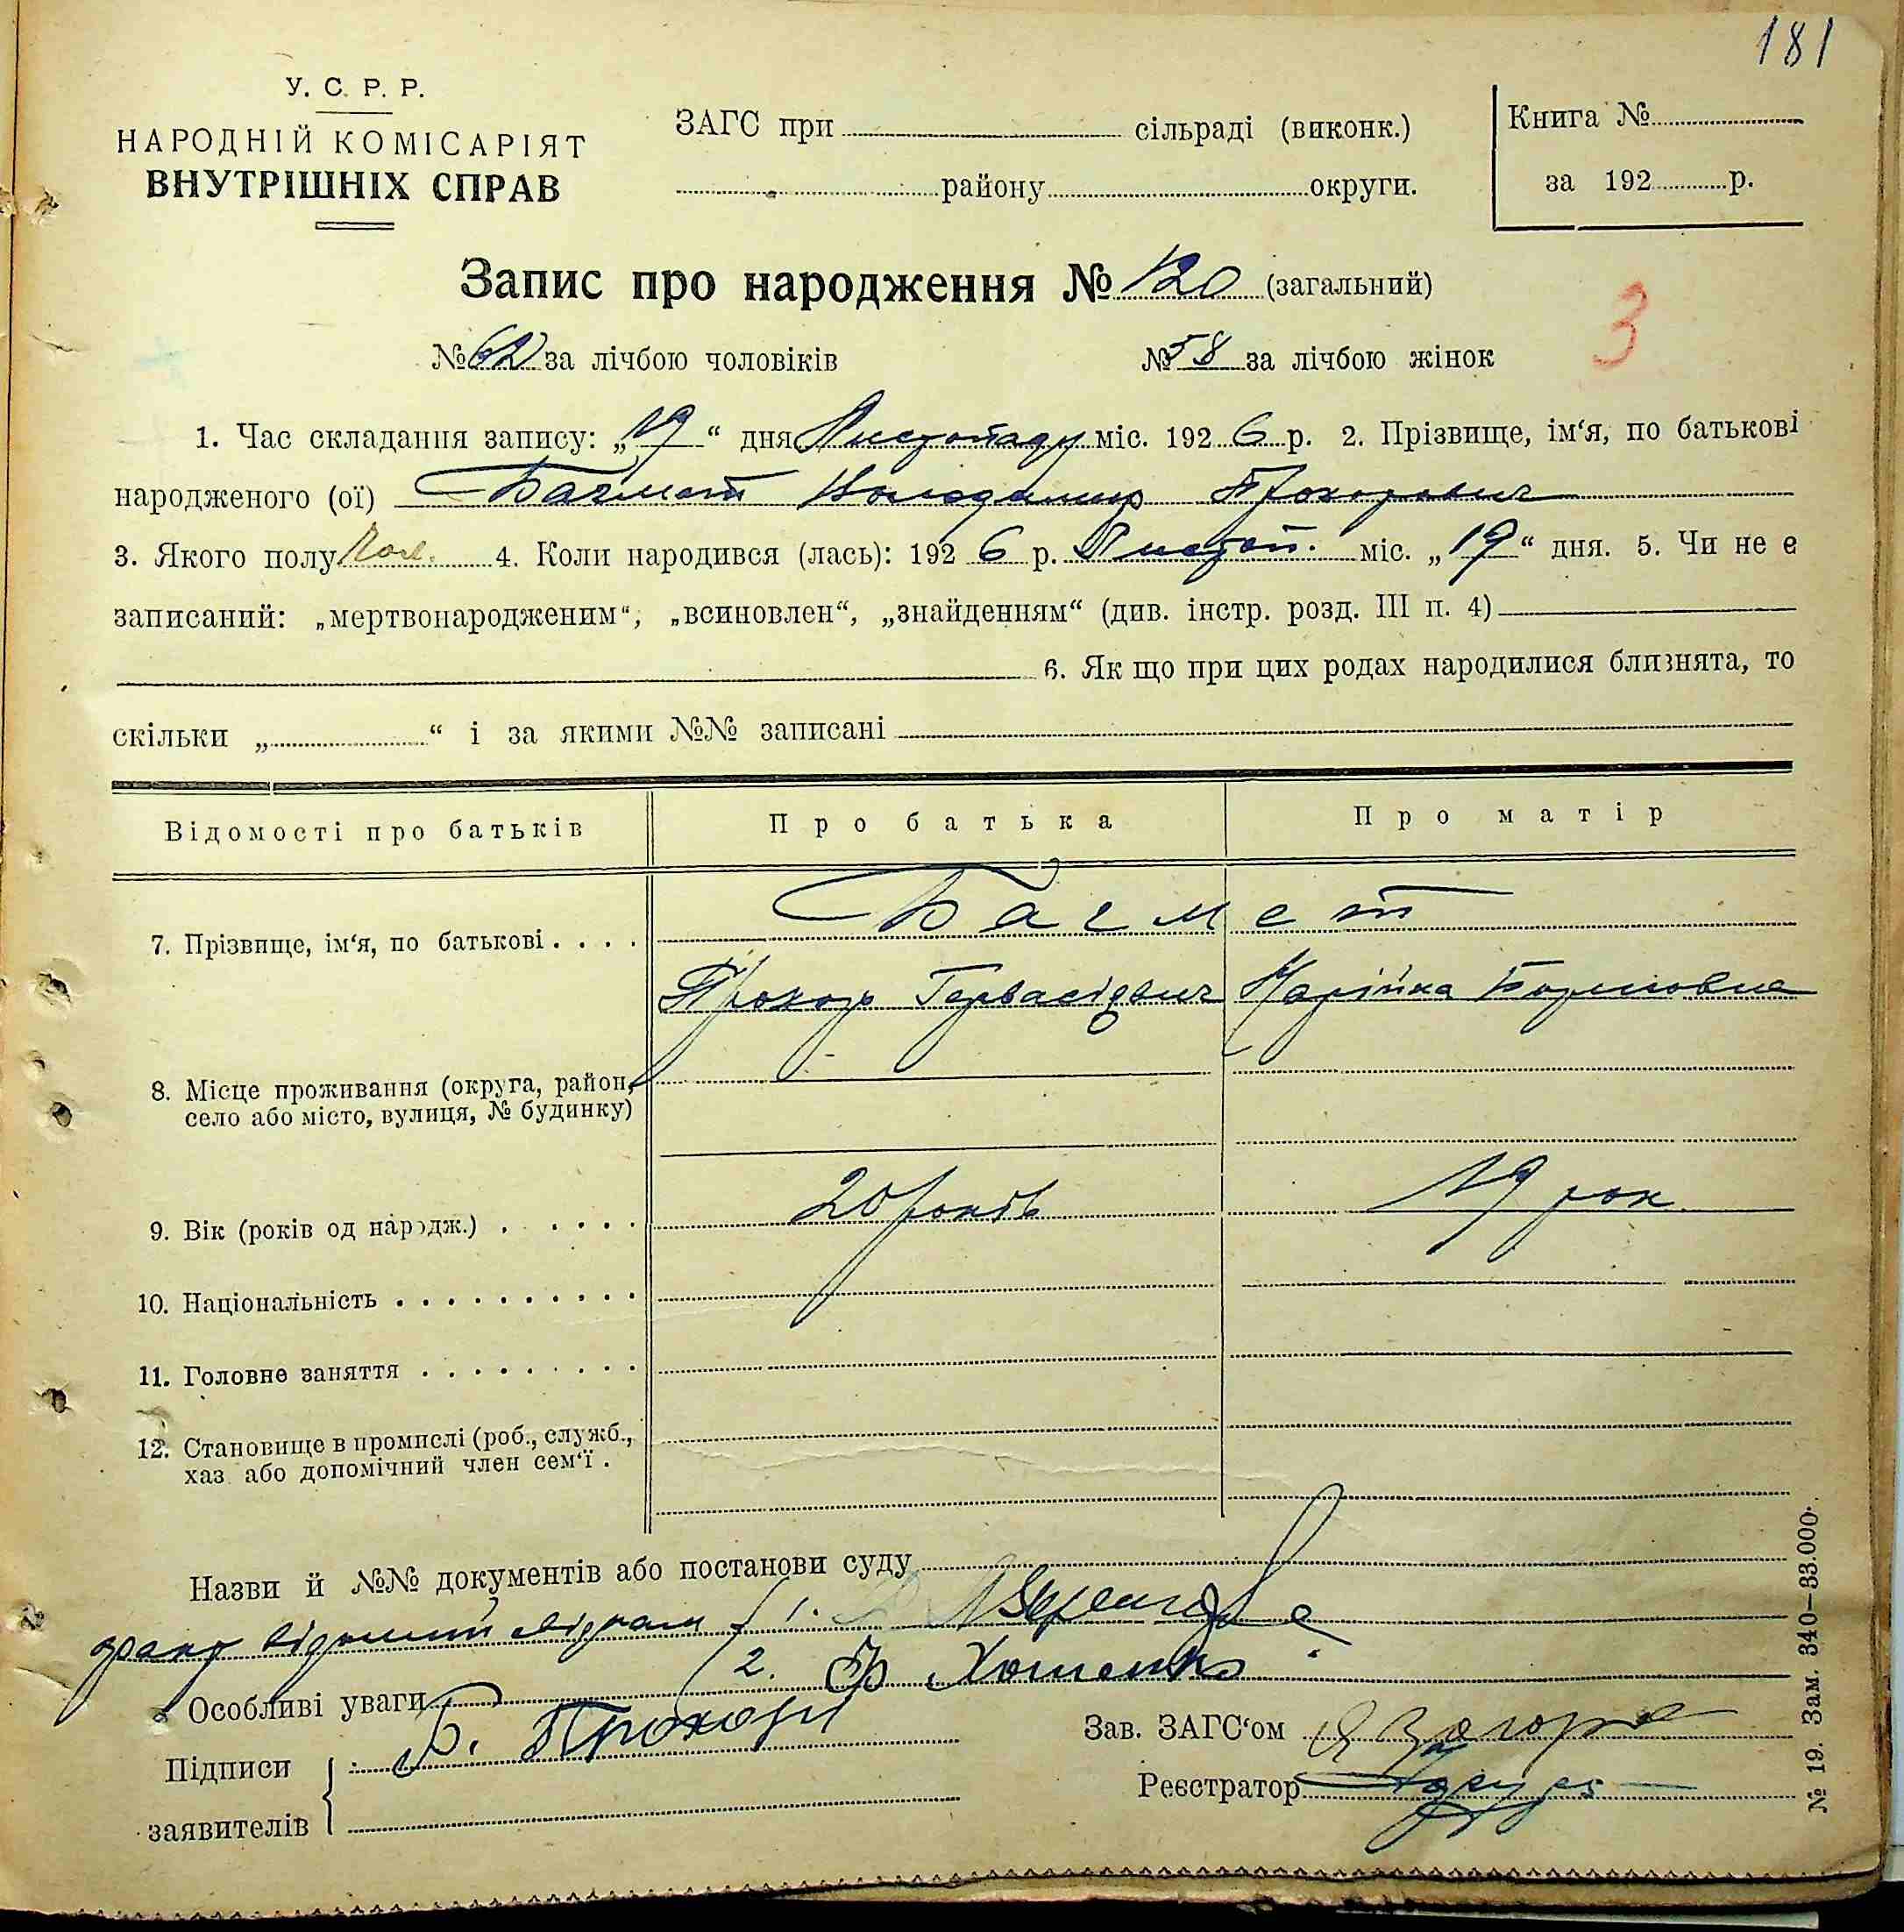 181
У. С. Р. Р.
НАРОДНІЙ КОМІСАРІЯТ
ВНУТРІШНІХ СПРАВ
ЗАГС при сільраді (виконк.)
району округи.
Книга №
за 192 р.
Запис про народження № 120 (загальний)
3
№ 62 за лічбою чоловіків № 58 за лічбою жінок
1. Час складання запису: „19“ дня Листопаду міс. 1926 р. 2. Прізвище, ім‘я, по батькові
народженого (ої) Багмет Володимир Прохорович
3. Якого полу чол. 4. Коли народився (лась): 1926 р. Листоп. міс. „19“ дня. 5. Чи не є
записаний: „мертвонародженим“, „всиновлен“, „знайденням“ (див. інстр. розд. III п. 4)
6. Як що при цих родах народилися близнята, то
скільки „ “ і за якими №№ записані
Відомості про батьків Про батька Про матір
Багмет
7. Прізвище, ім‘я, по батькові . . . .
Прохор Гервасієвич Марійка
8. Місце проживання (округа, район,
село або місто, вулиця, № будинку)
9. Вік (років од народж.) . . . . . 20 років 19 рок
10. Національність . . . . . . . . . .
11. Головне заняття . . . . . . . . .
12. Становище в промислі (роб., служб.,
хаз. або допомічний член сем‘ї .
Назви й №№ документів або постанови суду
1.
2. Хоменко
Особливі уваги
Підписи
заявителів
Б. Прохор
Зав. ЗАГС‘ом
Реєстратор
№ 19. Зам. 340—33.000.